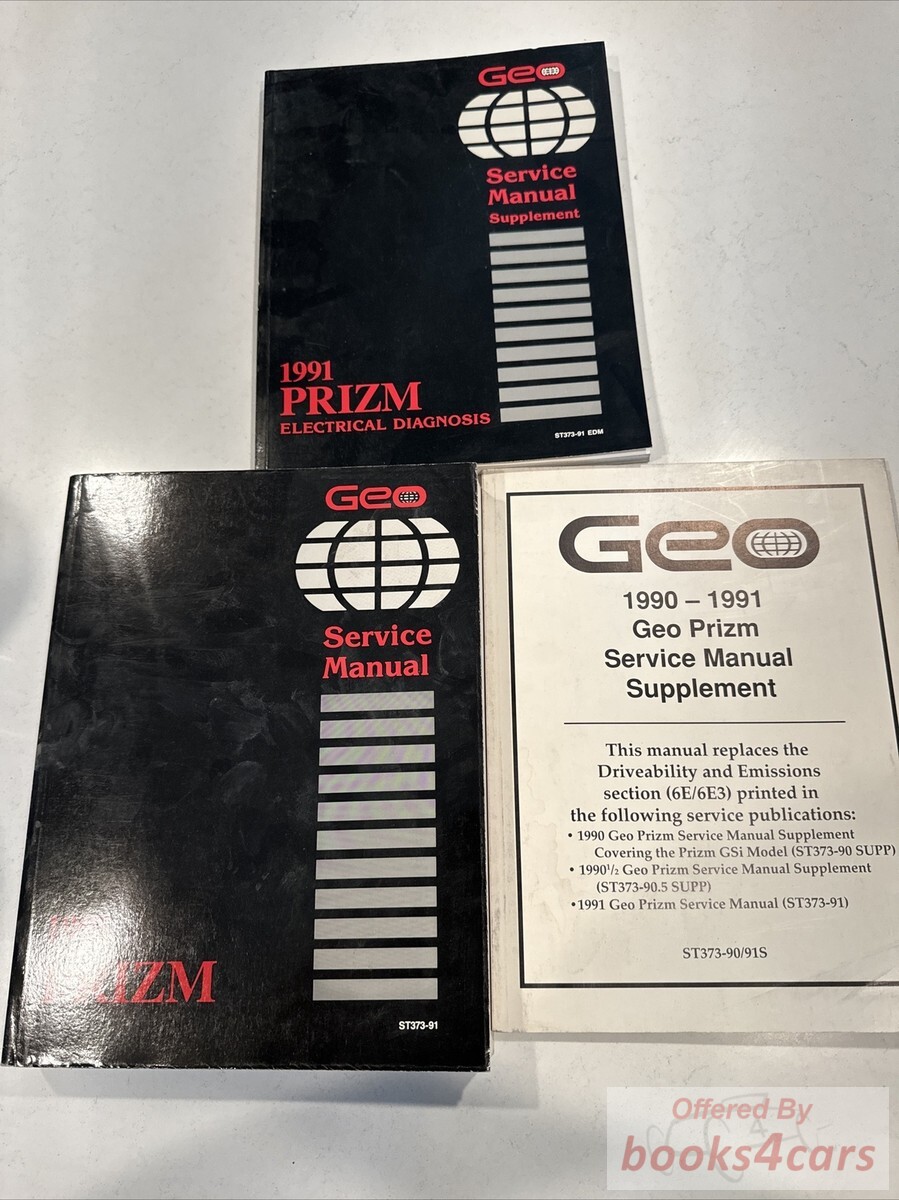 Geo
Service
Manual
Supplement
1991
PRIZM
ELECTRICAL DIAGNOSIS
ST373-91 EDM
Geo
Service
Manual
PRIZM
ST373-91
Geo
1990 – 1991
Geo Prizm
Service Manual
Supplement
This manual replaces the
Driveability and Emissions
section (6E/6E3) printed in
the following service publications:
• 1990 Geo Prizm Service Manual Supplement
Covering the Prizm GSi Model (ST373-90 SUPP)
• 1990½ Geo Prizm Service Manual Supplement
(ST373-90.5 SUPP)
• 1991 Geo Prizm Service Manual (ST373-91)
ST373-90/91S
Offered By
books4cars